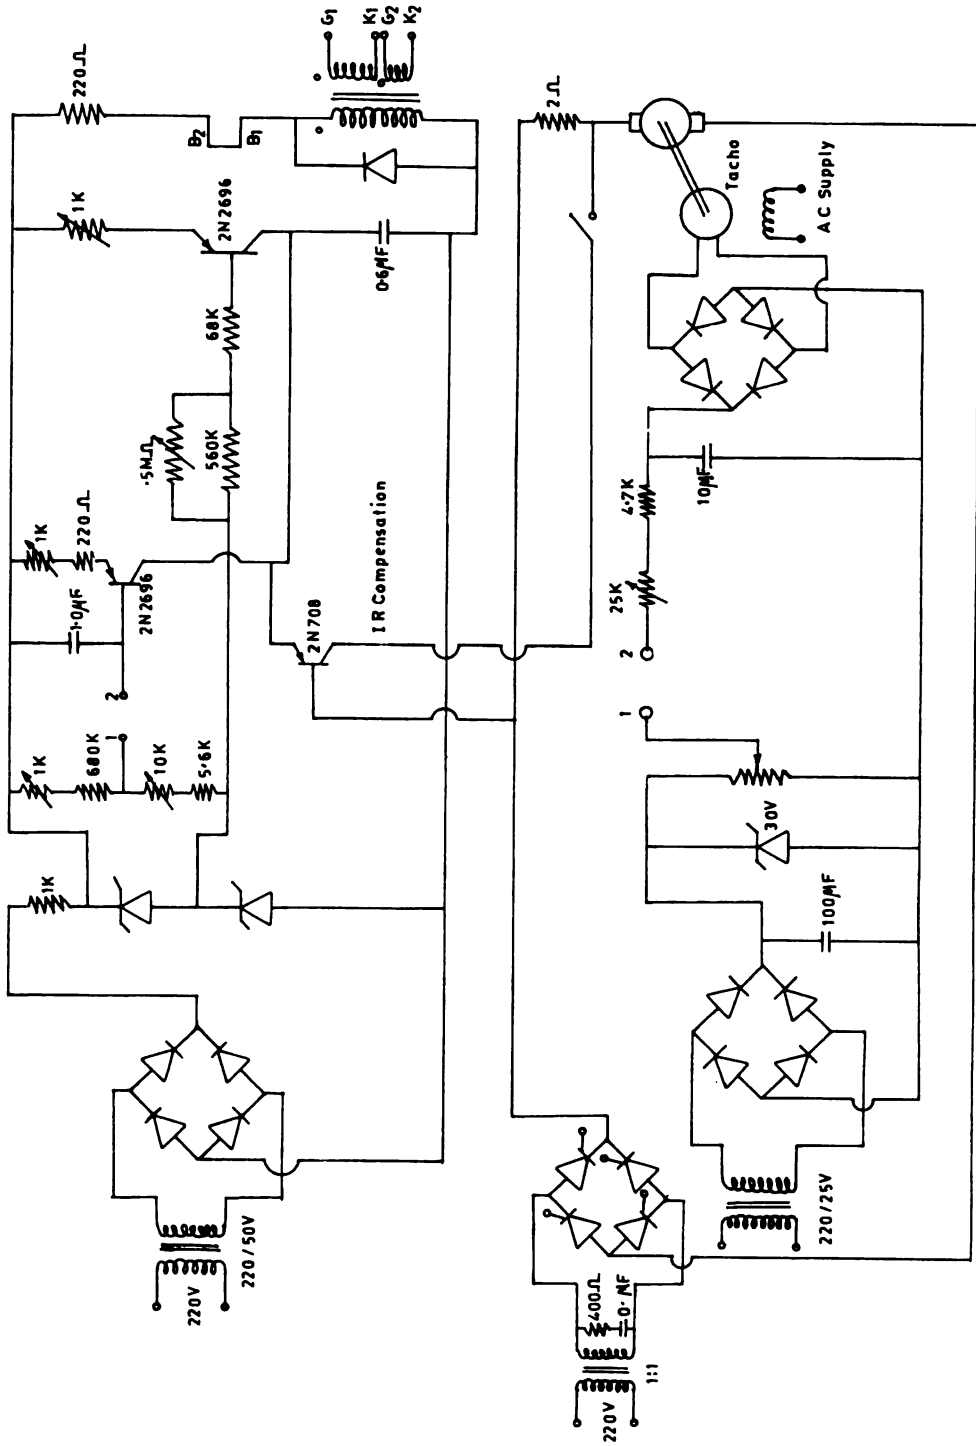 220V
220/50V
1K
1K
680K
1
10K
5·6K
2
1·0µF
2N2696
1K
220Ω
·5MΩ
560K
68K
1K
2N2696
220Ω
B2
B1
G1
K1
G2
K2
0·6µF
2N708
I R Compensation
220V
1:1
400Ω
0·1µF
220/25V
100µF
30V
1
2
25K
4·7K
10µF
2Ω
Tacho
AC Supply